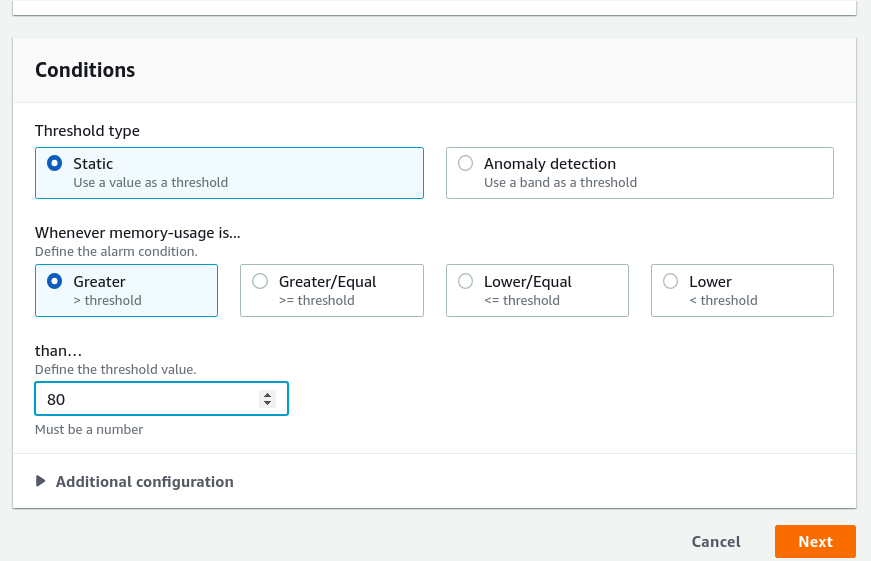 Conditions
Threshold type
Static
Use a value as a threshold
Anomaly detection
Use a band as a threshold
Whenever memory-usage is...
Define the alarm condition.
Greater
> threshold
Greater/Equal
>= threshold
Lower/Equal
<= threshold
Lower
< threshold
than…
Define the threshold value.
80
Must be a number
Additional configuration
Cancel
Next